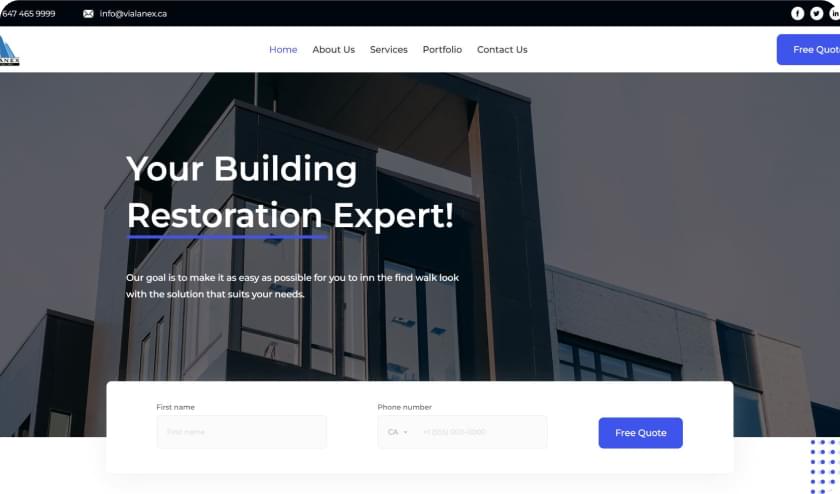 647 465 9999
info@vialanex.ca
Home
About Us
Services
Portfolio
Contact Us
Free Quot
Your Building
Restoration Expert!
Our goal is to make it as easy as possible for you to inn the find walk look
with the solution that suits your needs.
First name
Phone number
First name
CA
+1 (555) 000-0000
Free Quote